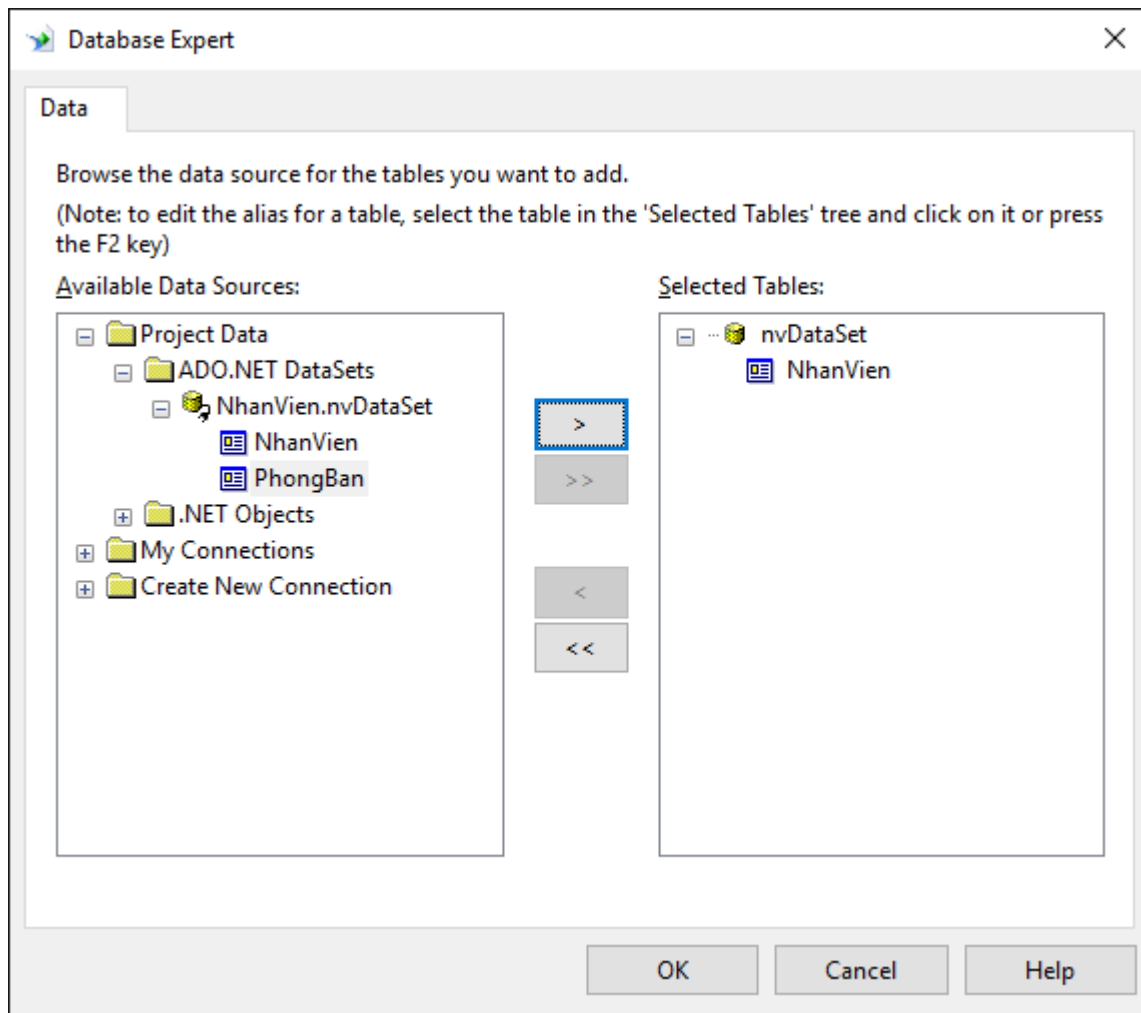 Database Expert
Data
Browse the data source for the tables you want to add.
(Note: to edit the alias for a table, select the table in the 'Selected Tables' tree and click on it or press
the F2 key)
Available Data Sources:
Project Data
ADO.NET DataSets
NhanVien.nvDataSet
NhanVien
PhongBan
.NET Objects
My Connections
Create New Connection
>
>>
<
<<
Selected Tables:
nvDataSet
NhanVien
OK
Cancel
Help